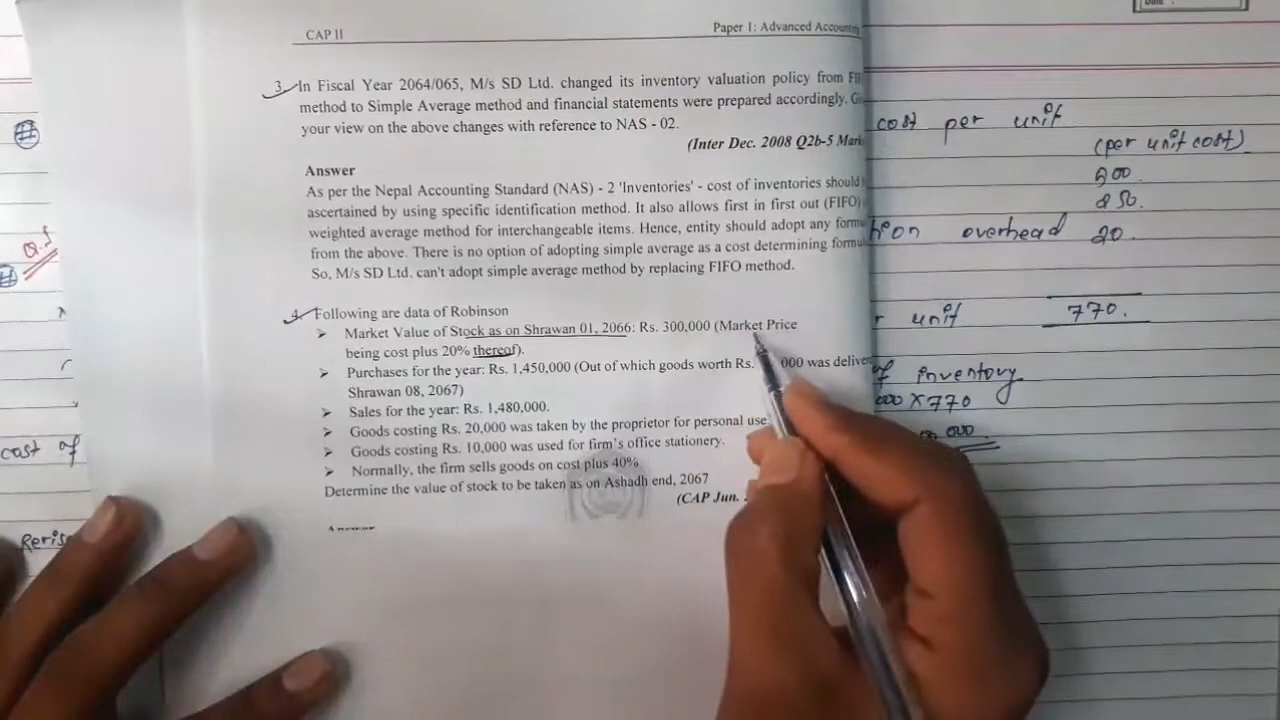 CAP II
Paper 1: Advanced
3. In Fiscal Year 2064/065, M/s SD Ltd. changed its inventory valuation policy from
method to Simple Average method and financial statements were prepared accordingly.
your view on the above changes with reference to NAS - 02.
(Inter Dec. 2008 Q2b-5
Answer
As per the Nepal Accounting Standard (NAS) - 2 'Inventories' - cost of inventories should
ascertained by using specific identification method. It also allows first in first out (FIFO)
weighted average method for interchangeable items. Hence, entity should adopt any
from the above. There is no option of adopting simple average as a cost determining
So, M/s SD Ltd. can't adopt simple average method by replacing FIFO method.
4. Following are data of Robinson
➢ Market Value of Stock as on Shrawan 01, 2066: Rs. 300,000 (Market Price
being cost plus 20% thereof).
➢ Purchases for the year: Rs. 1,450,000 (Out of which goods worth Rs. 000 was
Shrawan 08, 2067)
➢ Sales for the year: Rs. 1,480,000.
➢ Goods costing Rs. 20,000 was taken by the proprietor for personal use.
➢ Goods costing Rs. 10,000 was used for firm's office stationery.
➢ Normally, the firm sells goods on cost plus 40%
Determine the value of stock to be taken as on Ashadh end, 2067
(CAP Jun.
Answer
cost per unit
(per unit cost)
250.
overhead 20.
unit 770.
of inventory
000 X 770
000
cost of
Q.1